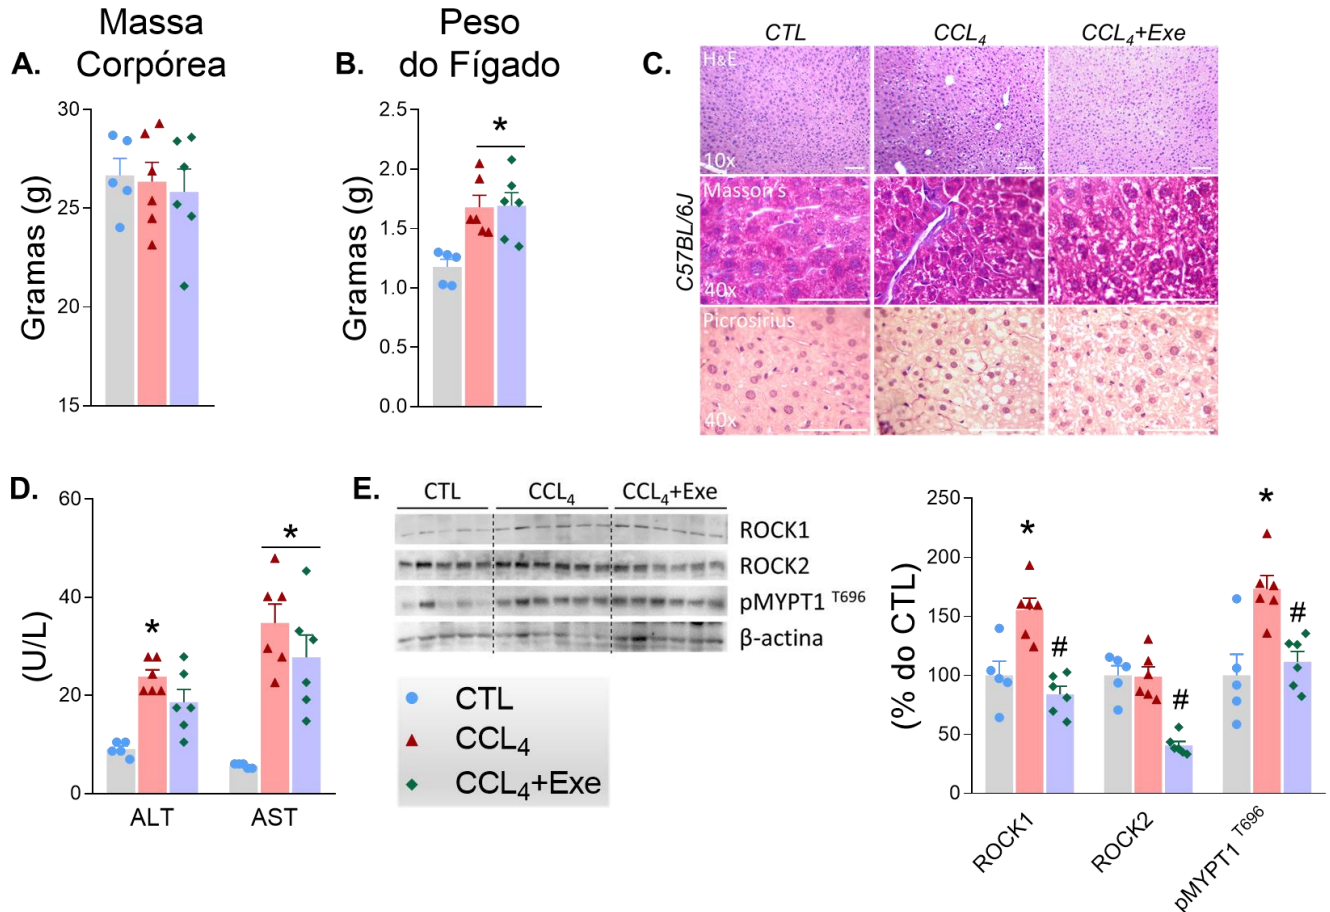 A.
Massa
Corpórea
Gramas (g)
30
25
20
15
B.
Peso
do Fígado
Gramas (g)
2.5
2.0
*
1.5
1.0
0.5
0.0
C.
CTL
CCL4
CCL4+Exe
C57BL/6J
H&E
10x
Masson's
40x
Picrosirius
40x
D.
(U/L)
60
40
20
0
*
*
ALT
AST
E.
CTL
CCL4
CCL4+Exe
ROCK1
ROCK2
pMYPT1 T696
β-actina
CTL
CCL4
CCL4+Exe
(% do CTL)
250
200
150
100
50
0
*
#
#
*
#
ROCK1
ROCK2
pMYPT1 T696